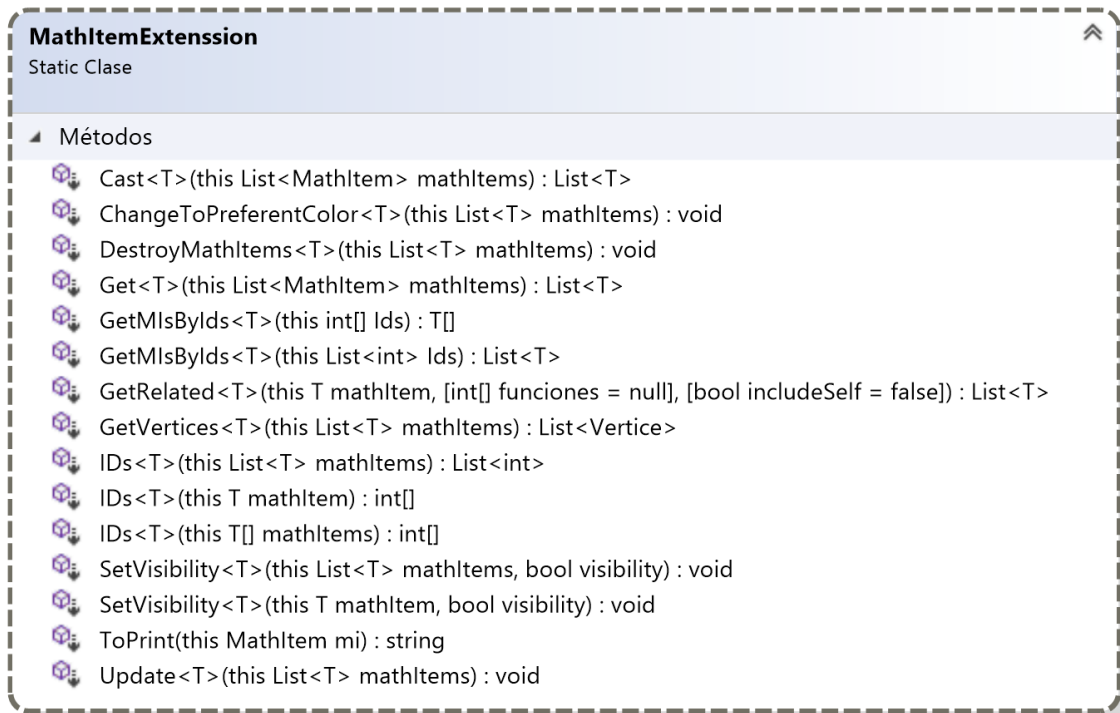 MathItemExtenssion
Static Clase
Métodos
Cast<T>(this List<MathItem> mathItems) : List<T>
ChangeToPreferentColor<T>(this List<T> mathItems) : void
DestroyMathItems<T>(this List<T> mathItems) : void
Get<T>(this List<MathItem> mathItems) : List<T>
GetMIsByIds<T>(this int[] Ids) : T[]
GetMIsByIds<T>(this List<int> Ids) : List<T>
GetRelated<T>(this T mathItem, [int[] funciones = null], [bool includeSelf = false]) : List<T>
GetVertices<T>(this List<T> mathItems) : List<Vertice>
IDs<T>(this List<T> mathItems) : List<int>
IDs<T>(this T mathItem) : int[]
IDs<T>(this T[] mathItems) : int[]
SetVisibility<T>(this List<T> mathItems, bool visibility) : void
SetVisibility<T>(this T mathItem, bool visibility) : void
ToPrint(this MathItem mi) : string
Update<T>(this List<T> mathItems) : void